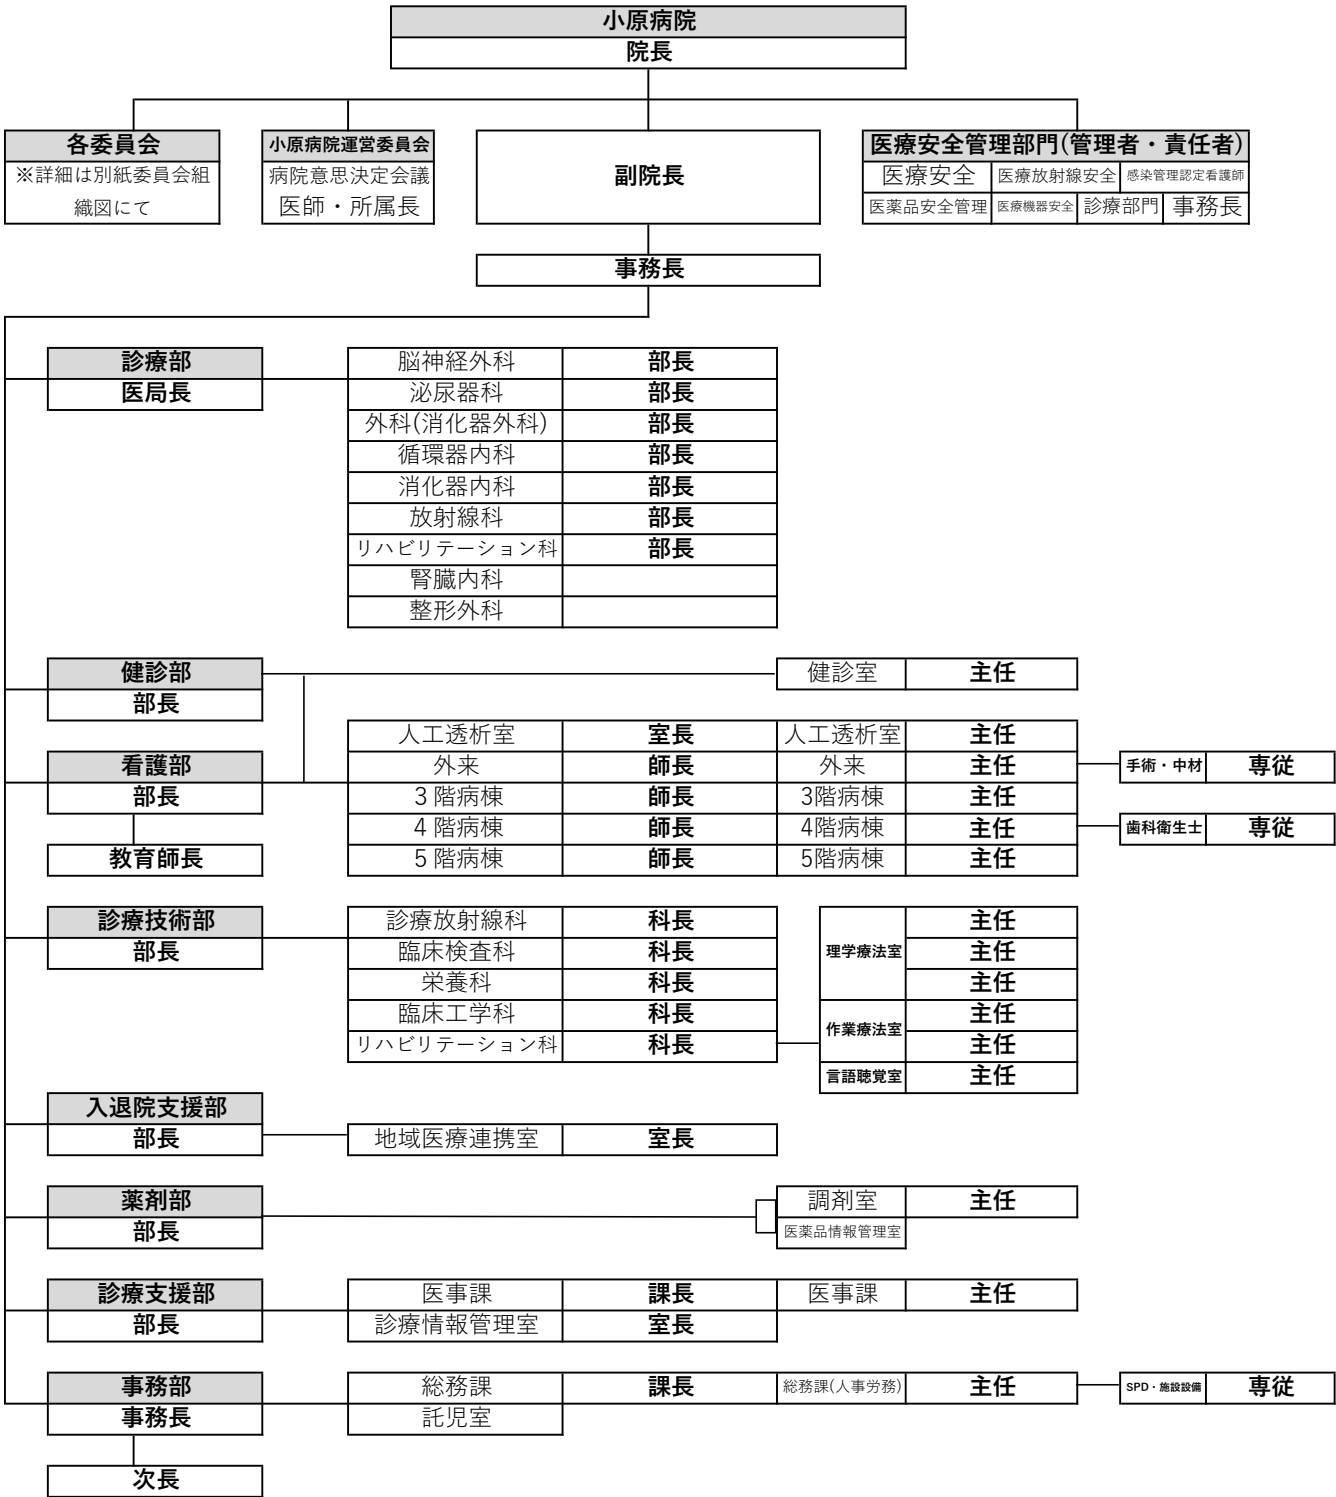 小原病院
院長
各委員会
※詳細は別紙委員会組
織図にて
小原病院運営委員会
病院意思決定会議
医師・所属長
副院長
医療安全管理部門(管理者・責任者)
医療安全 医療放射線安全 感染管理認定看護師
医薬品安全管理 医療機器安全 診療部門 事務長
事務長
診療部
医局長
脳神経外科 部長
泌尿器科 部長
外科(消化器外科) 部長
循環器内科 部長
消化器内科 部長
放射線科 部長
リハビリテーション科 部長
腎臓内科
整形外科
健診部
部長
健診室 主任
看護部
部長
教育師長
人工透析室 室長 人工透析室 主任
外来 師長 外来 主任 手術・中材 専従
3階病棟 師長 3階病棟 主任
4階病棟 師長 4階病棟 主任 歯科衛生士 専従
5階病棟 師長 5階病棟 主任
診療技術部
部長
診療放射線科 科長
臨床検査科 科長
栄養科 科長
臨床工学科 科長
リハビリテーション科 科長
理学療法室 主任
主任
主任
作業療法室 主任
主任
言語聴覚室 主任
入退院支援部
部長
地域医療連携室 室長
薬剤部
部長
調剤室 主任
医薬品情報管理室
診療支援部
部長
医事課 課長 医事課 主任
診療情報管理室 室長
事務部
事務長
次長
総務課 課長 総務課(人事労務) 主任 SPD・施設設備 専従
託児室